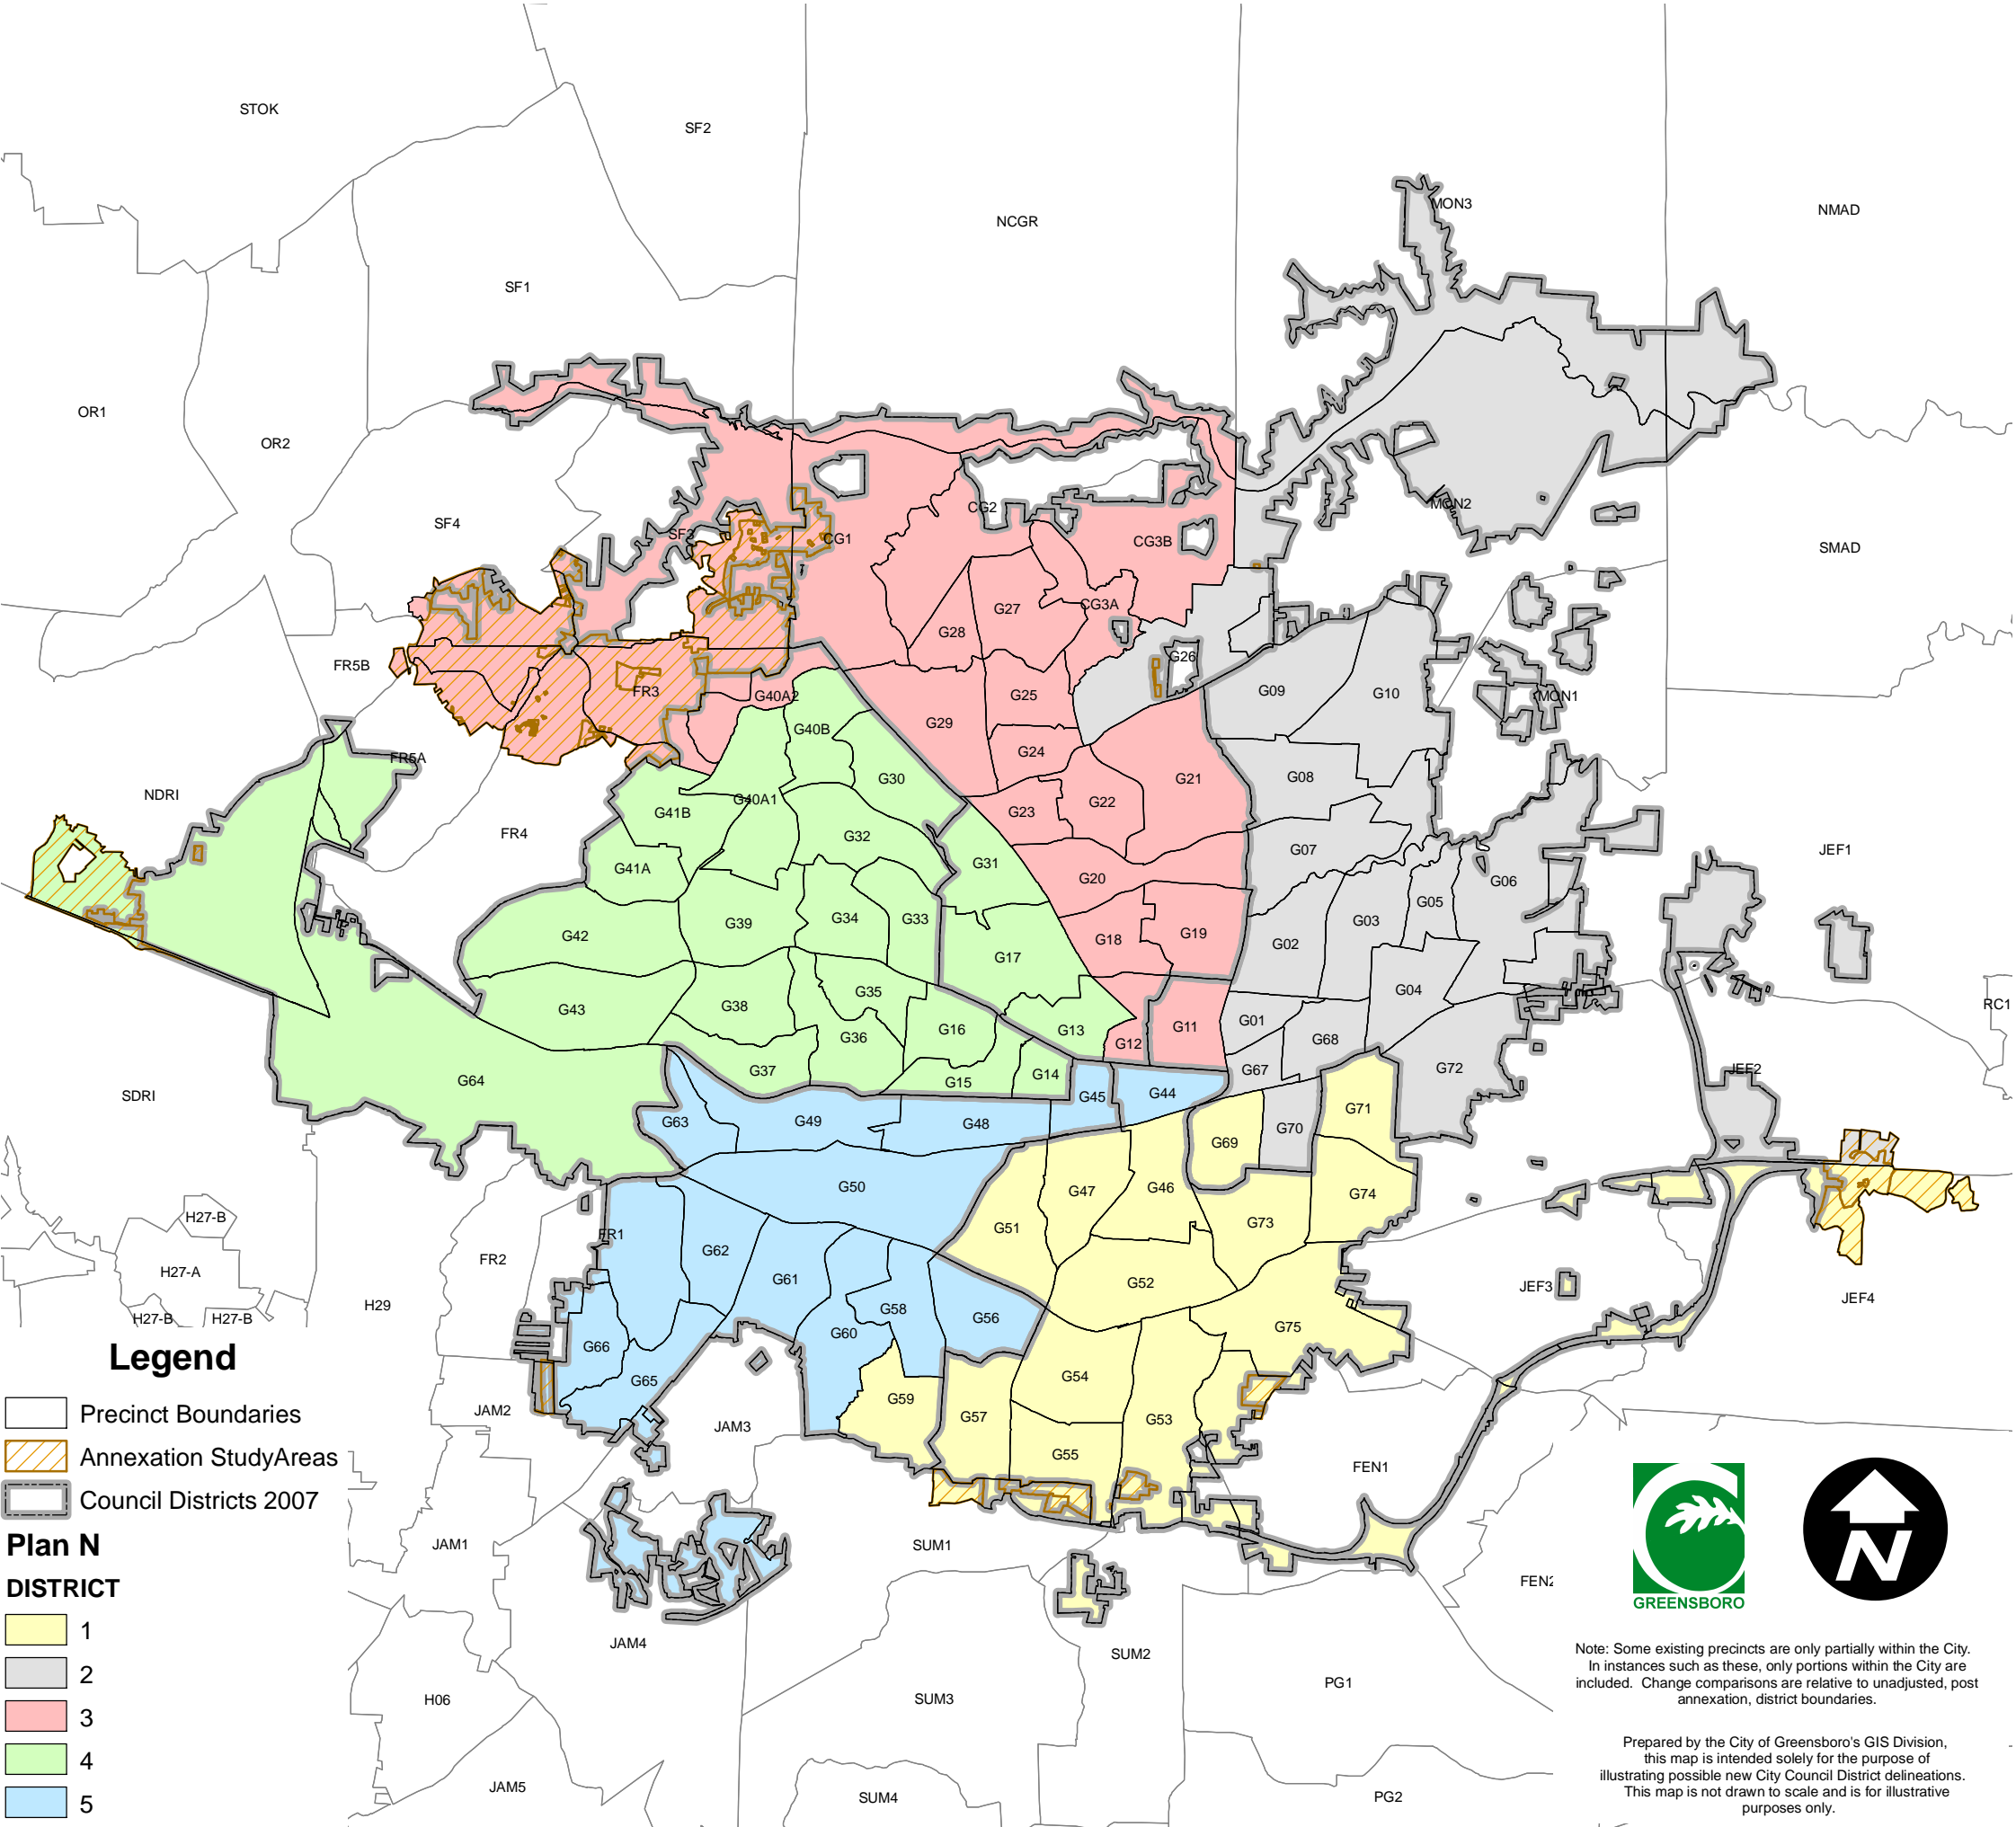 STOK
SF2
NCGR
MON3
NMAD
SF1
OR1
OR2
SF4
SF3
CG1
CG2
CG3B
MON2
SMAD
G27
CG3A
G28
G26
FR5B
FR3
G40A2
G25
G29
G09
G10
MON1
G40B
G24
FR5A
G30
G21
G08
NDRI
G41B
G40A1
G23
G22
FR4
G32
G31
G07
JEF1
G41A
G20
G06
G05
G42
G39
G34
G33
G18
G19
G03
G02
G17
G43
G38
G35
G04
RC1
G36
G16
G13
G12
G11
G01
G68
G64
G37
G15
G14
G67
G72
JEF2
SDRI
G45
G44
G63
G49
G48
G71
G69
G70
G50
G47
G46
G74
H27-B
FR1
G51
G73
FR2
G62
H27-A
G61
G52
JEF3
JEF4
H29
H27-B
H27-B
G58
G56
G60
G75
G66
G65
G54
G59
G57
G53
JAM2
JAM3
G55
FEN1
JAM1
SUM1
FEN2
JAM4
SUM2
H06
SUM3
PG1
JAM5
SUM4
PG2
Legend
Precinct Boundaries
Annexation StudyAreas
Council Districts 2007
Plan N
DISTRICT
1
2
3
4
5
GREENSBORO
N
Note: Some existing precincts are only partially within the City.
In instances such as these, only portions within the City are
included. Change comparisons are relative to unadjusted, post
annexation, district boundaries.
Prepared by the City of Greensboro's GIS Division,
this map is intended solely for the purpose of
illustrating possible new City Council District delineations.
This map is not drawn to scale and is for illustrative
purposes only.